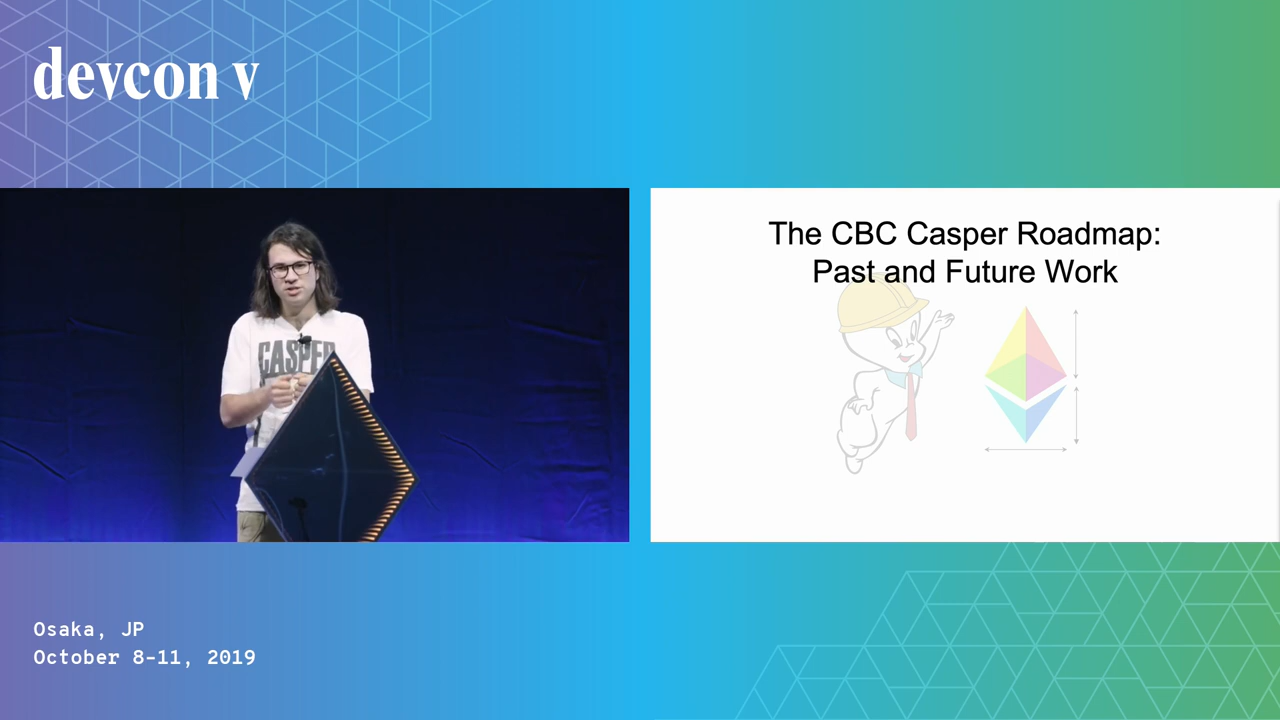 devcon v
CASPER
The CBC Casper Roadmap:
Past and Future Work
Osaka, JP
October 8-11, 2019